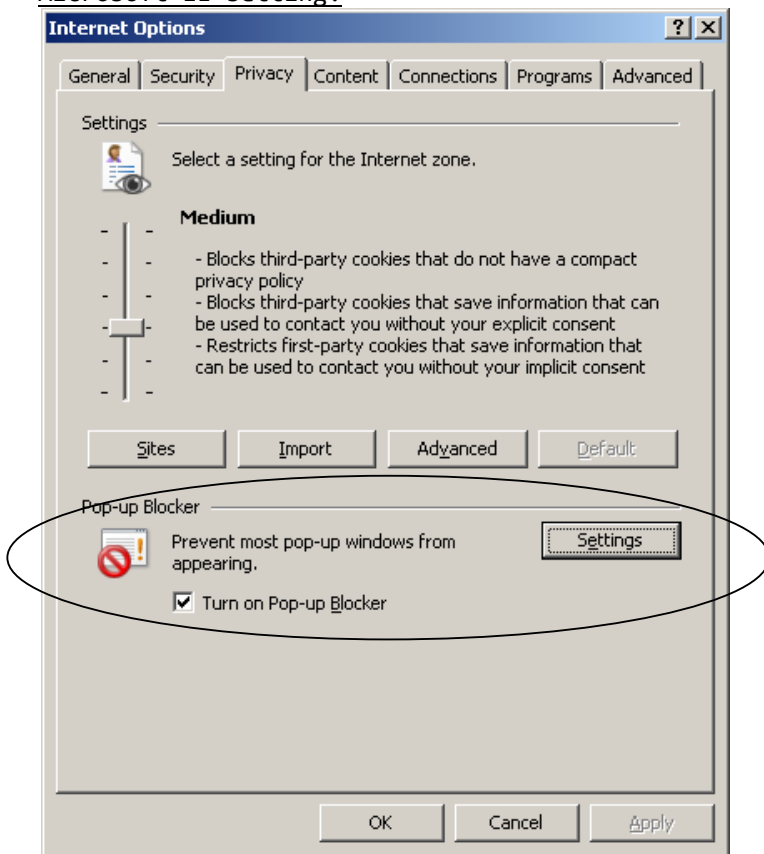 Microsoft IE Setting:
Internet Options
General Security Privacy Content Connections Programs Advanced
Settings
Select a setting for the Internet zone.
Medium
- Blocks third-party cookies that do not have a compact
privacy policy
- Blocks third-party cookies that save information that can
be used to contact you without your explicit consent
- Restricts first-party cookies that save information that
can be used to contact you without your implicit consent
Sites Import Advanced Default
Pop-up Blocker
Prevent most pop-up windows from
appearing.
Settings
Turn on Pop-up Blocker
OK Cancel Apply